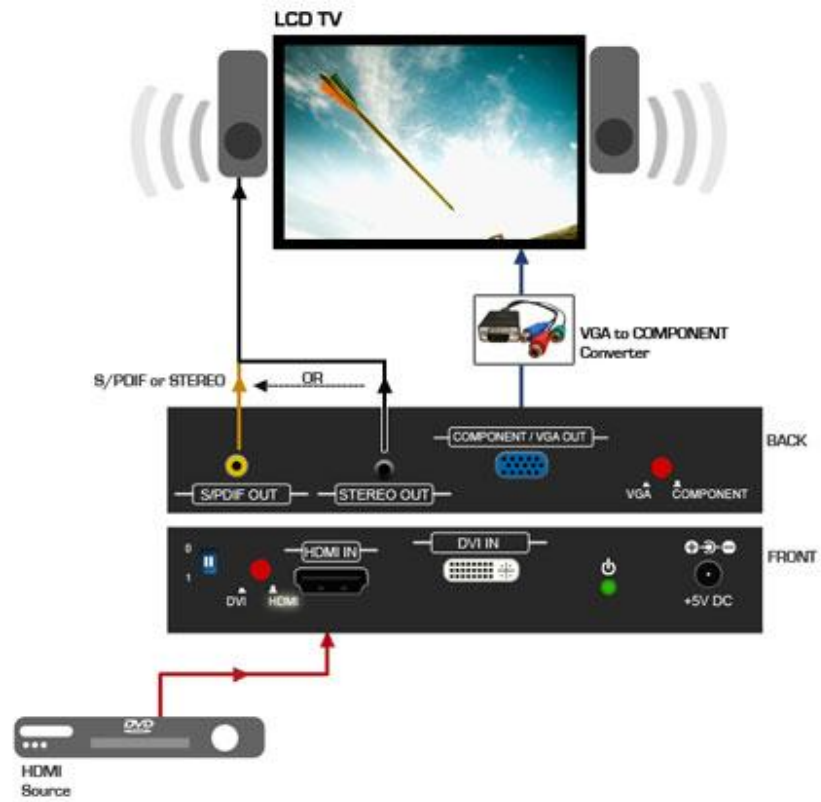 LCD TV
VGA to COMPONENT
Converter
S/PDIF or STEREO
OR
COMPONENT / VGA OUT
BACK
S/PDIF OUT
STEREO OUT
VGA
COMPONENT
0
1
HDMI IN
DVI IN
FRONT
DVI
HDMI
+5V DC
DVD
HDMI
Source